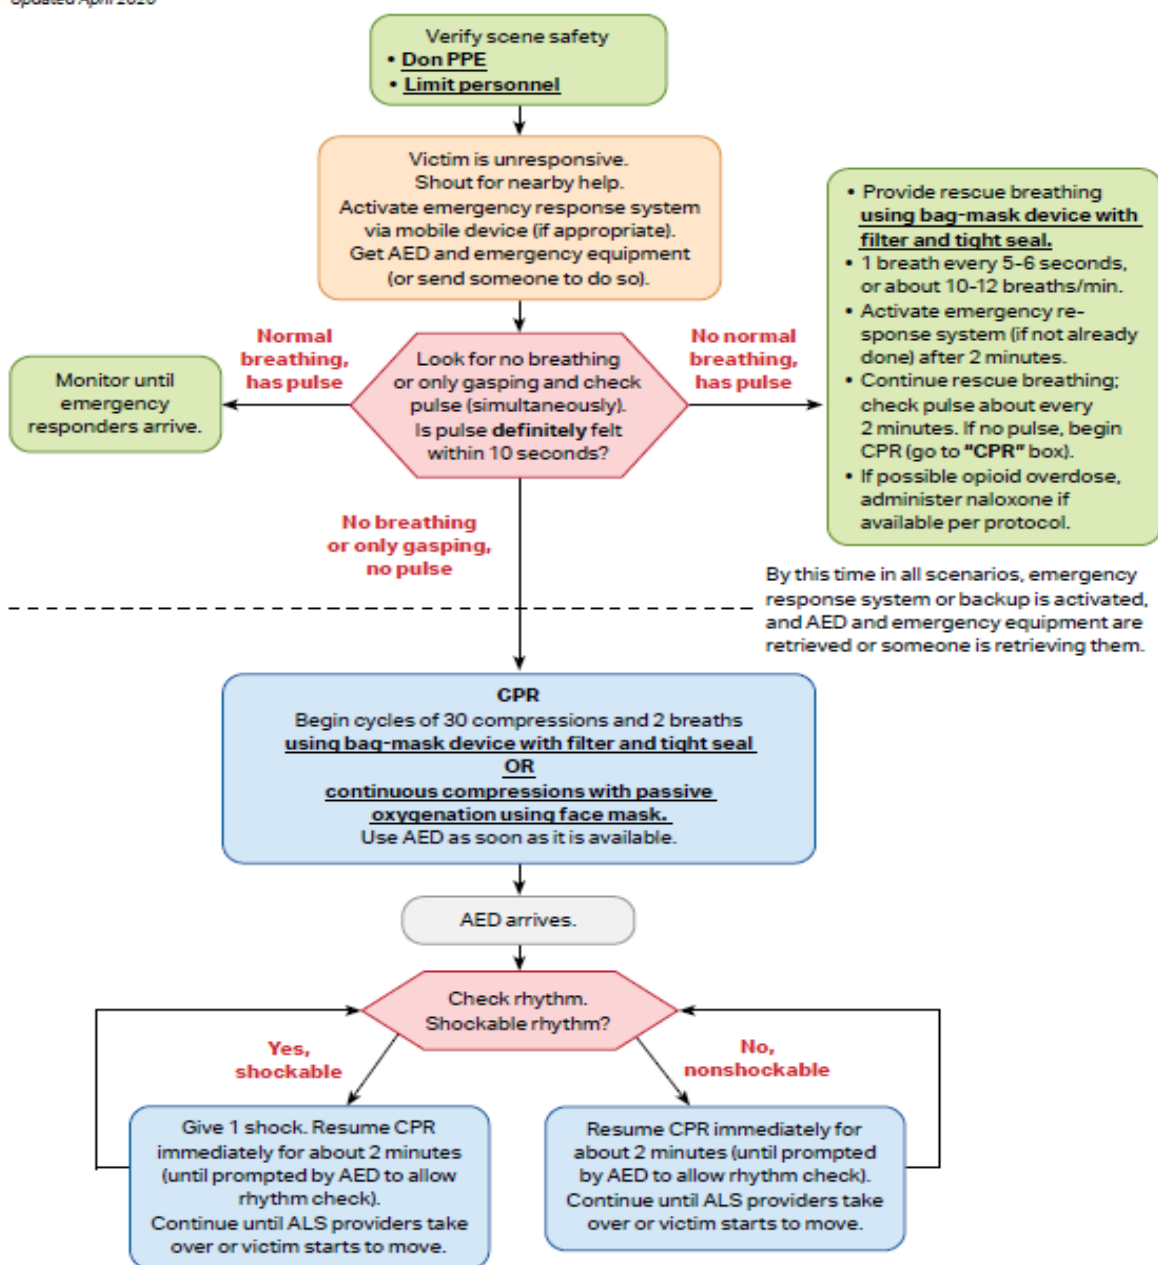 Updated April 2020
Verify scene safety
• Don PPE
• Limit personnel
Victim is unresponsive.
Shout for nearby help.
Activate emergency response system
via mobile device (if appropriate).
Get AED and emergency equipment
(or send someone to do so).
Normal
breathing,
has pulse
Look for no breathing
or only gasping and check
pulse (simultaneously).
Is pulse definitely felt
within 10 seconds?
No normal
breathing,
has pulse
Monitor until
emergency
responders arrive.
• Provide rescue breathing
using bag-mask device with
filter and tight seal.
• 1 breath every 5-6 seconds,
or about 10-12 breaths/min.
• Activate emergency re-
sponse system (if not already
done) after 2 minutes.
• Continue rescue breathing;
check pulse about every
2 minutes. If no pulse, begin
CPR (go to "CPR" box).
• If possible opioid overdose,
administer naloxone if
available per protocol.
No breathing
or only gasping,
no pulse
By this time in all scenarios, emergency
response system or backup is activated,
and AED and emergency equipment are
retrieved or someone is retrieving them.
CPR
Begin cycles of 30 compressions and 2 breaths
using bag-mask device with filter and tight seal
OR
continuous compressions with passive
oxygenation using face mask.
Use AED as soon as it is available.
AED arrives.
Check rhythm.
Shockable rhythm?
Yes,
shockable
No,
nonshockable
Give 1 shock. Resume CPR
immediately for about 2 minutes
(until prompted by AED to allow
rhythm check).
Continue until ALS providers take
over or victim starts to move.
Resume CPR immediately for
about 2 minutes (until prompted
by AED to allow rhythm check).
Continue until ALS providers take
over or victim starts to move.